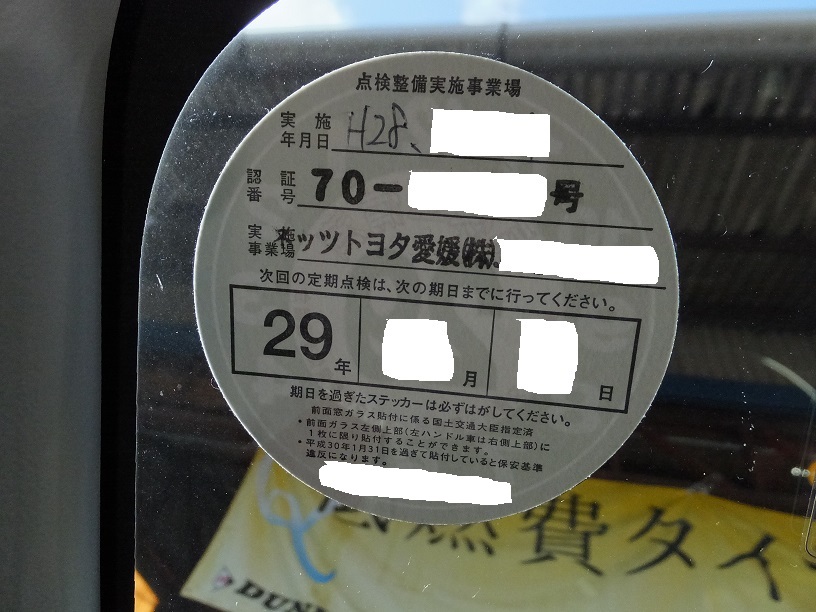 点検整備実施事業場
実施
年月日 H28、
認証
番号 70－ 号
実施
事業場 ネッツトヨタ愛媛(株)
次回の定期点検は、次の期日までに行ってください。
29年 月 日
期日を過ぎたステッカーは必ずはがしてください。
前面窓ガラス貼付に係る国土交通大臣指定済
・前面ガラス左側上部(左ハンドル車は右側上部)に
1枚に限り貼付することができます。
・平成30年1月31日を過ぎて貼付していると保安基準
違反になります。
燃費タイ
DUN